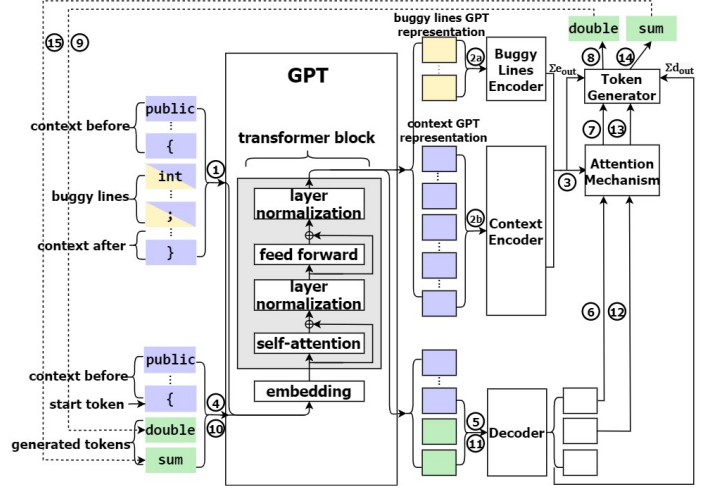 buggy lines GPT
representation
double
sum
15
9
8
14
2a
Buggy
Lines
Encoder
Σeout
Token
Generator
Σdout
GPT
public
context before
⋮
{
transformer block
context GPT
representation
7
13
1
int
buggy lines
⋮
;
context after
⋮
}
layer
normalization
⊕
feed forward
layer
normalization
⊕
self-attention
embedding
2b
Context
Encoder
3
Attention
Mechanism
6
12
public
context before
⋮
start token
{
4
10
generated tokens
double
sum
5
11
Decoder